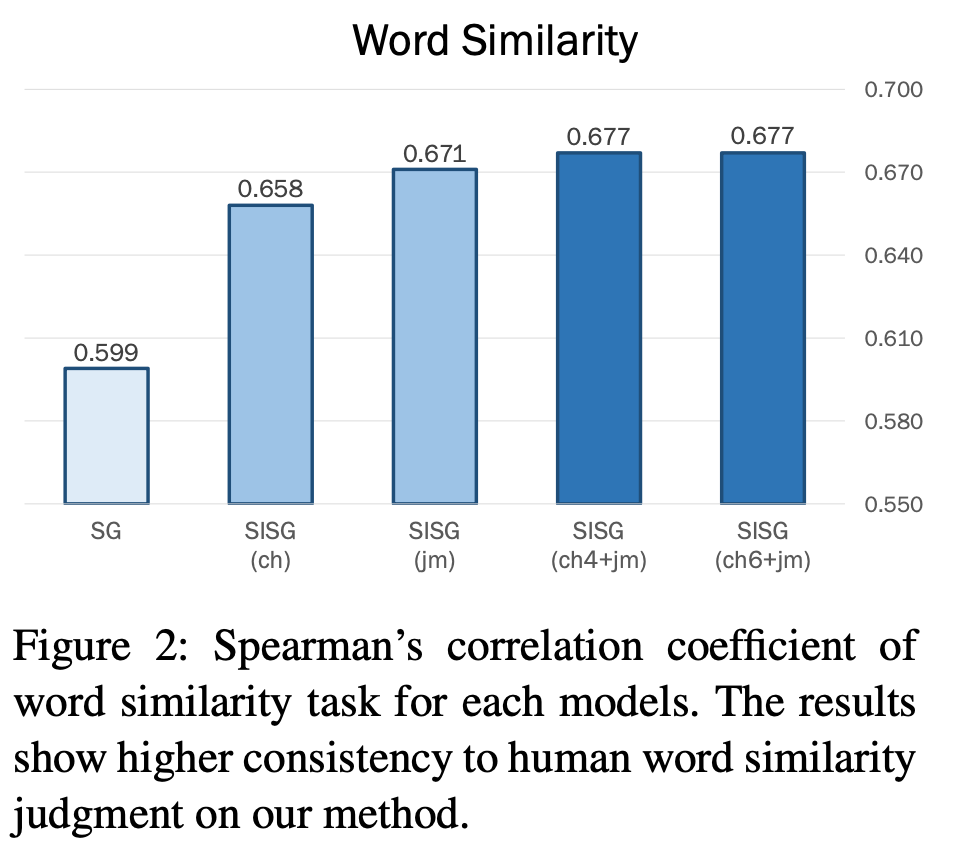 Word Similarity
0.700
0.670
0.640
0.610
0.580
0.550
0.599
0.658
0.671
0.677
0.677
SG
SISG
(ch)
SISG
(jm)
SISG
(ch4+jm)
SISG
(ch6+jm)
Figure 2: Spearman's correlation coefficient of
word similarity task for each models. The results
show higher consistency to human word similarity
judgment on our method.